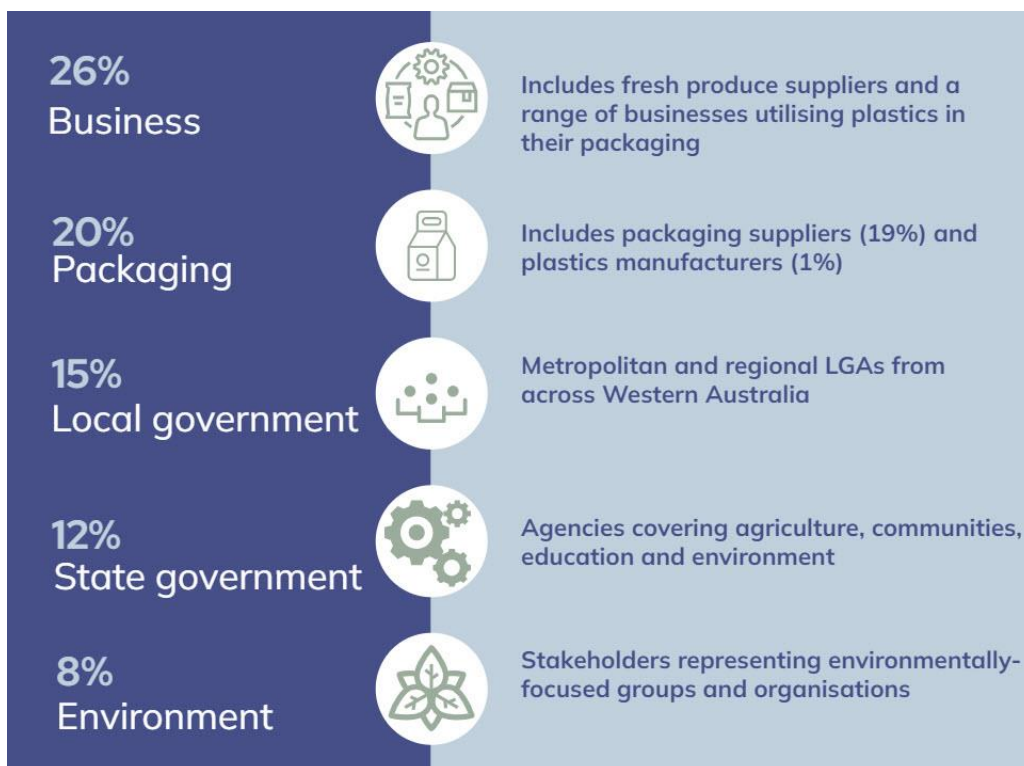 26%
Business
Includes fresh produce suppliers and a
range of businesses utilising plastics in
their packaging
20%
Packaging
Includes packaging suppliers (19%) and
plastics manufacturers (1%)
15%
Local government
Metropolitan and regional LGAs from
across Western Australia
12%
State government
Agencies covering agriculture, communities,
education and environment
8%
Environment
Stakeholders representing environmentally-
focused groups and organisations